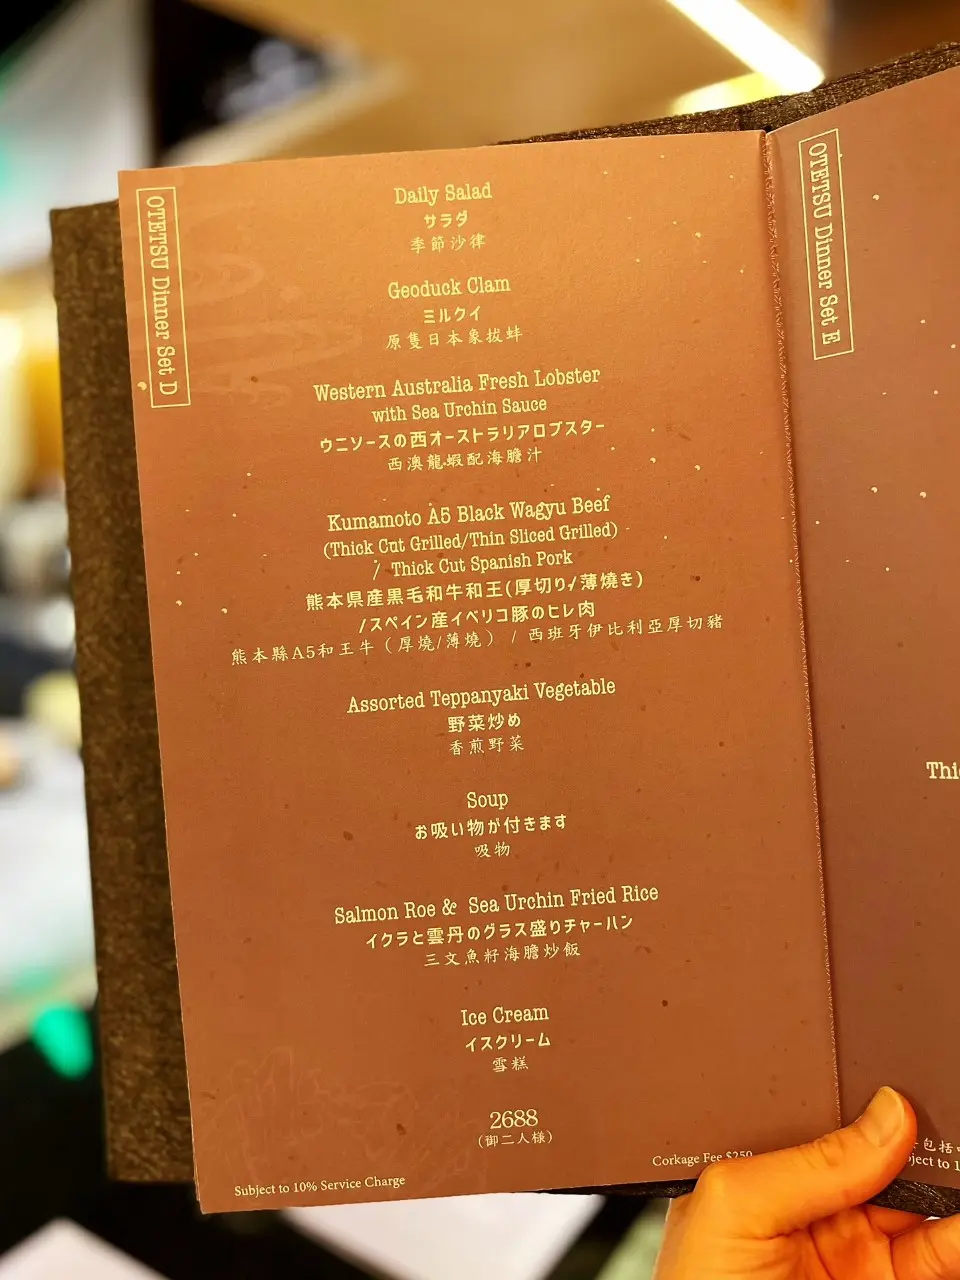 OTETSU Dinner Set D
Daily Salad
サラダ
季節沙律
Geoduck Clam
ミルクイ
原隻日本象拔蚌
Western Australia Fresh Lobster
with Sea Urchin Sauce
ウニソースの西オーストラリアロブスター
西澳龍蝦配海膽汁
Kumamoto A5 Black Wagyu Beef
(Thick Cut Grilled/Thin Sliced Grilled)
/ Thick Cut Spanish Pork
熊本県産黒毛和牛和王(厚切り/薄焼き)
/スペイン産イベリコ豚のヒレ肉
熊本縣A5和王牛（厚燒/薄燒） / 西班牙伊比利亞厚切豬
Assorted Teppanyaki Vegetable
野菜炒め
香煎野菜
Soup
お吸い物が付きます
吸物
Salmon Roe & Sea Urchin Fried Rice
イクラと雲丹のグラス盛りチャーハン
三文魚籽海膽炒飯
Ice Cream
イスクリーム
雪糕
2688
(御二人様)
Corkage Fee $250
Subject to 10% Service Charge
OTETSU Dinner Set E
包括
to